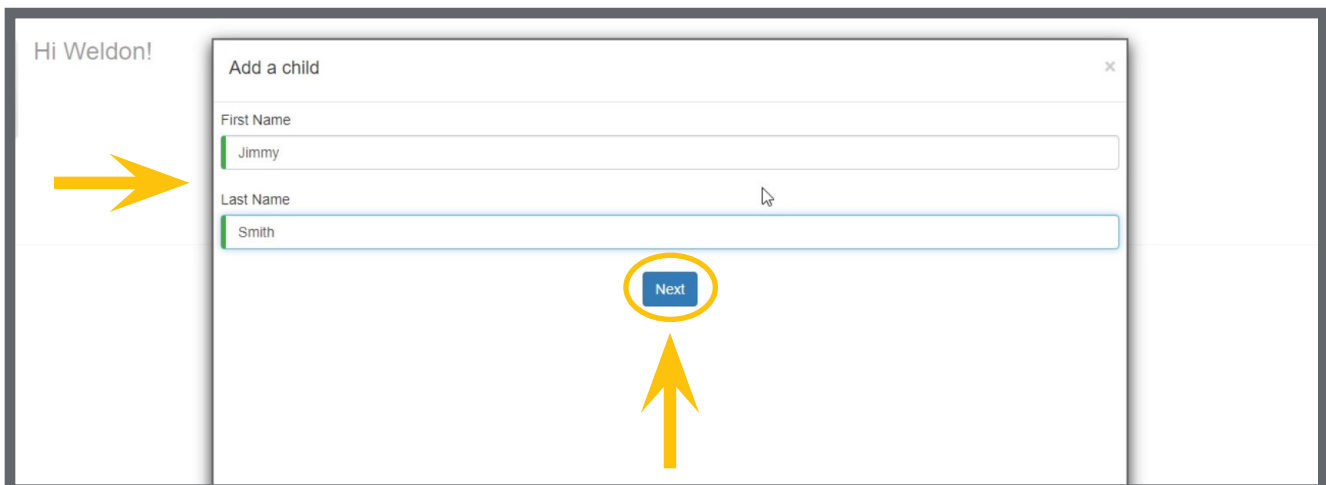 Hi Weldon!
Add a child
×
First Name
Jimmy
Last Name
Smith
Next